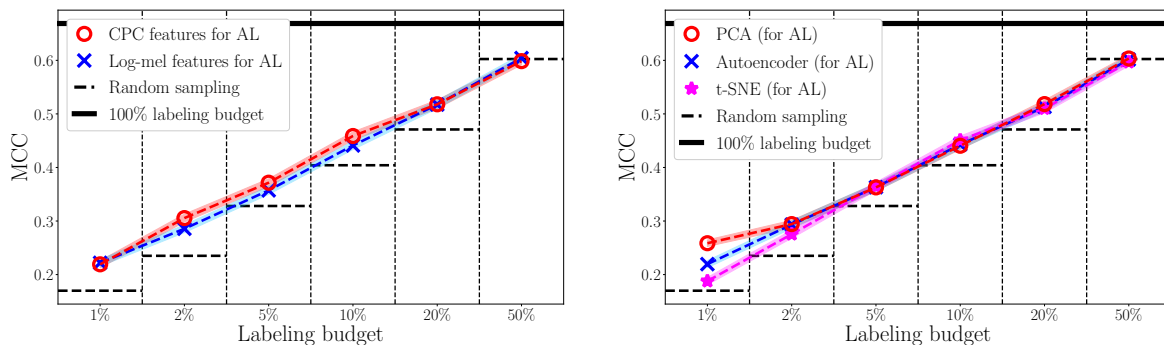 CPC features for AL
Log-mel features for AL
Random sampling
100% labeling budget
MCC
0.6
0.5
0.4
0.3
0.2
1% 2% 5% 10% 20% 50%
Labeling budget
PCA (for AL)
Autoencoder (for AL)
t-SNE (for AL)
Random sampling
100% labeling budget
MCC
0.6
0.5
0.4
0.3
0.2
1% 2% 5% 10% 20% 50%
Labeling budget